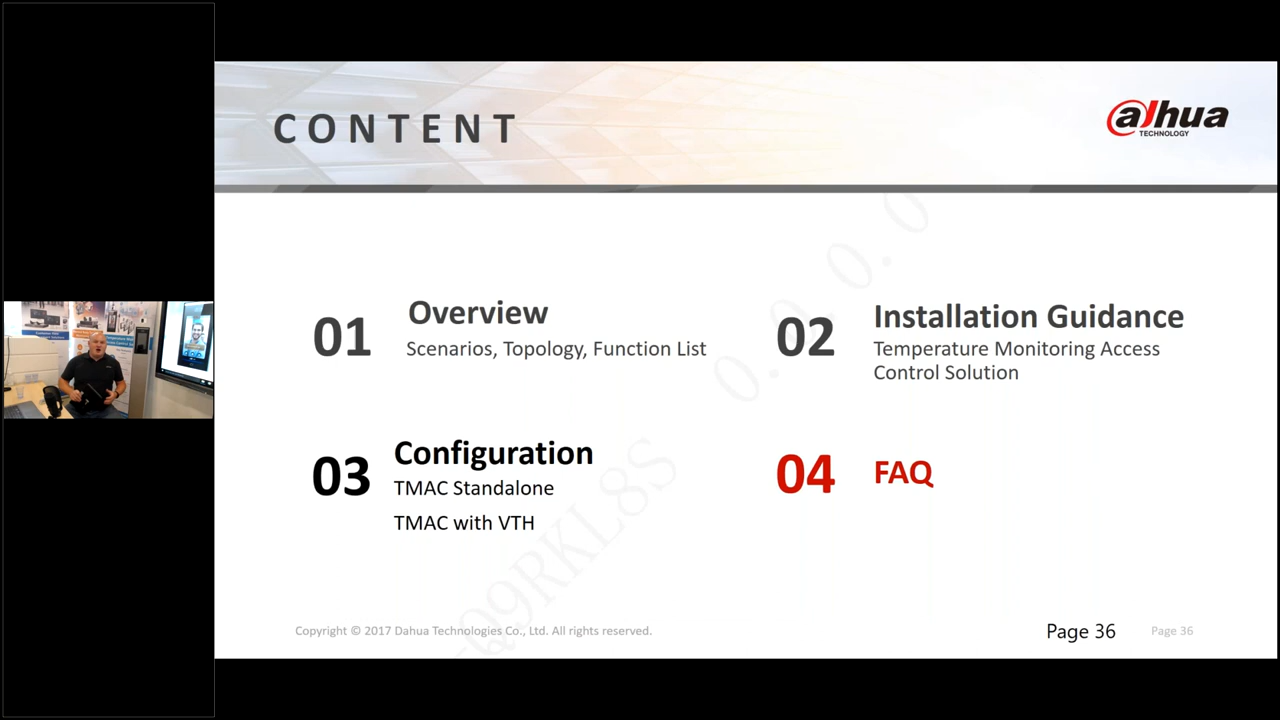 CONTENT
alhua
TECHNOLOGY
01
Overview
Scenarios, Topology, Function List
02
Installation Guidance
Temperature Monitoring Access
Control Solution
03
Configuration
TMAC Standalone
TMAC with VTH
04
FAQ
Copyright © 2017 Dahua Technologies Co., Ltd. All rights reserved.
Page 36
Page 36